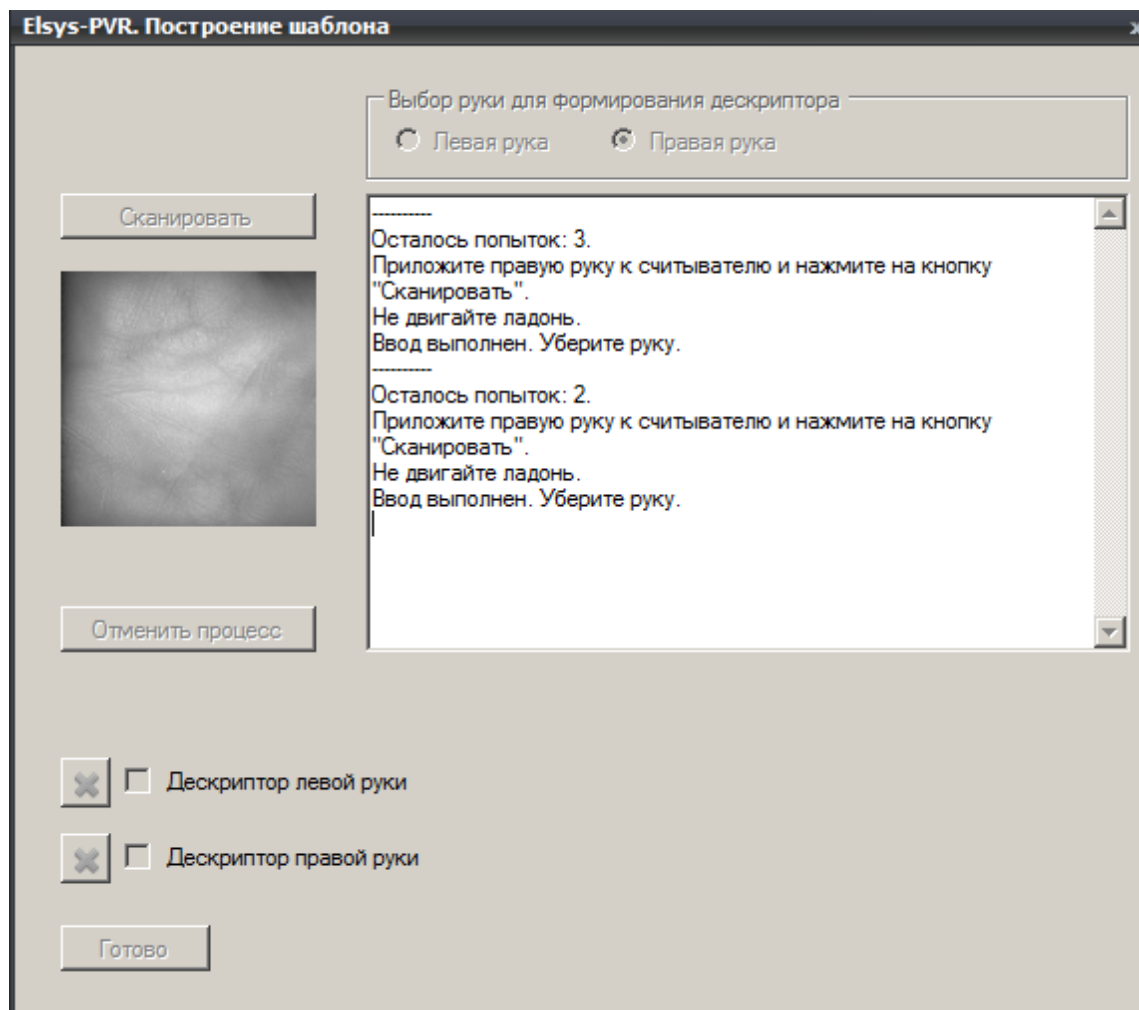 Elsys-PVR. Построение шаблона
Выбор руки для формирования дескриптора
Левая рука
Правая рука
Сканировать
----------
Осталось попыток: 3.
Приложите правую руку к считывателю и нажмите на кнопку
"Сканировать".
Не двигайте ладонь.
Ввод выполнен. Уберите руку.
----------
Осталось попыток: 2.
Приложите правую руку к считывателю и нажмите на кнопку
"Сканировать".
Не двигайте ладонь.
Ввод выполнен. Уберите руку.
Отменить процесс
Дескриптор левой руки
Дескриптор правой руки
Готово